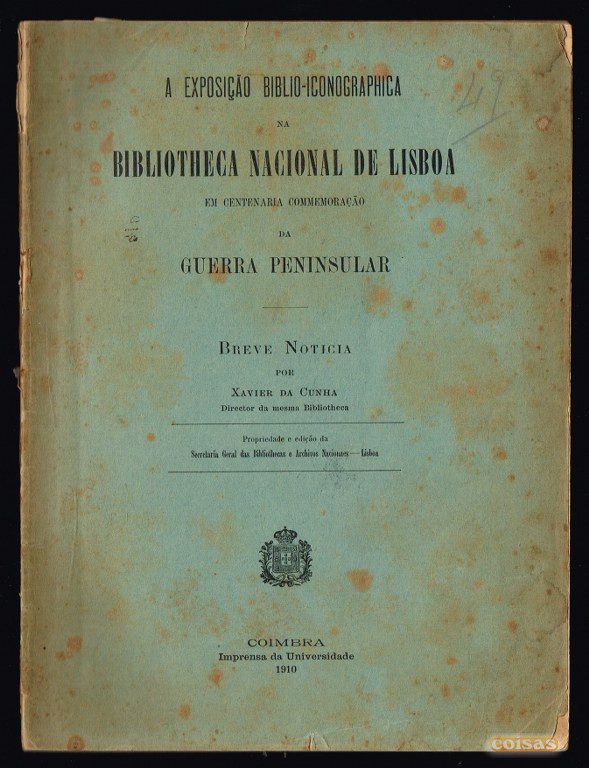 A EXPOSIÇÃO BIBLIO-ICONOGRAPHICA
49
NA
BIBLIOTHECA NACIONAL DE LISBOA
EM CENTENARIA COMMEMORAÇÃO
DA
GUERRA PENINSULAR
BREVE NOTICIA
POR
XAVIER DA CUNHA
Director da mesma Bibliotheca
Propriedade e edição da
Secretaria Geral das Bibliothecas e Archivos Nacionaes — Lisboa
COIMBRA
Imprensa da Universidade
1910
coisas